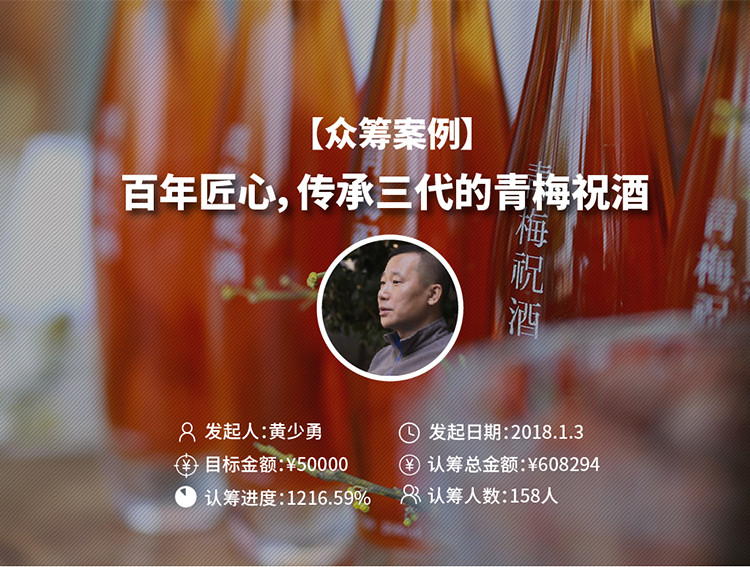 【众筹案例】
百年匠心，传承三代的青梅祝酒
青梅祝酒
青梅祝
发起人：黄少勇
发起日期：2018.1.3
目标金额：¥50000
认筹总金额：¥608294
认筹进度：1216.59%
认筹人数：158人